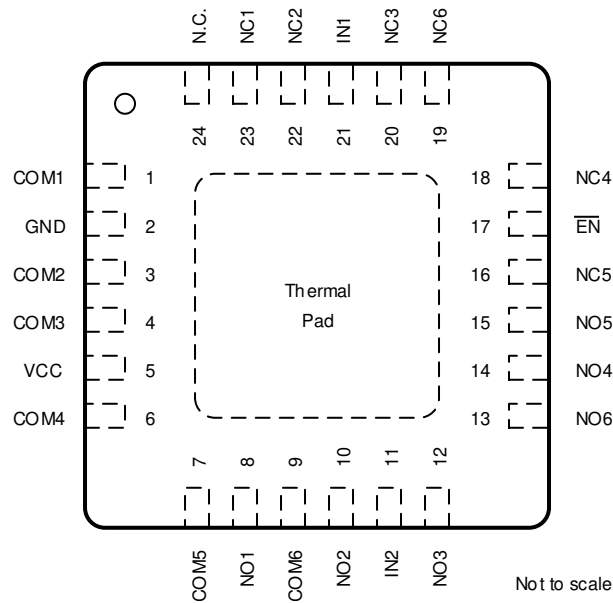 N.C. NC1 NC2 IN1 NC3 NC6
24 23 22 21 20 19
COM1 1 18 NC4
GND 2 17 E̅N̅
COM2 3 16 NC5
COM3 4 15 NO5
VCC 5 14 NO4
COM4 6 13 NO6
Thermal
Pad
7 8 9 10 11 12
COM5 NO1 COM6 NO2 IN2 NO3
Not to scale